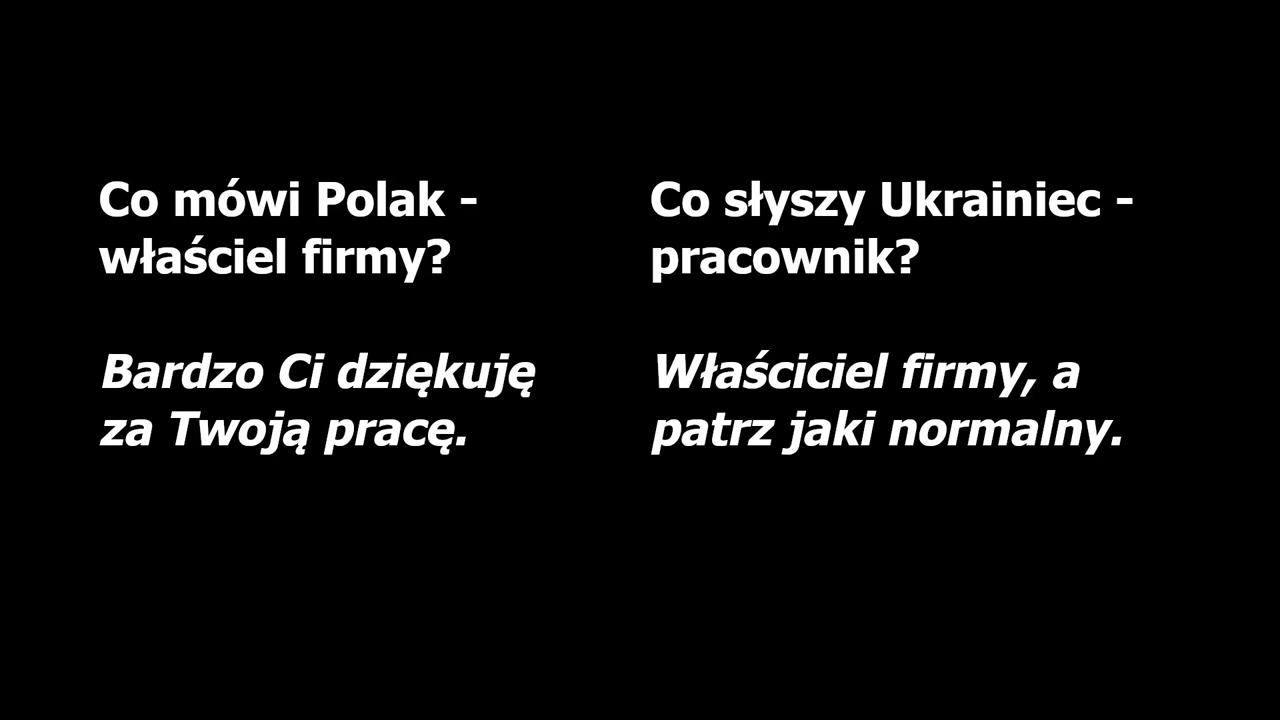 Co mówi Polak -
właściel firmy?
Bardzo Ci dziękuję
za Twoją pracę.
Co słyszy Ukrainiec -
pracownik?
Właściciel firmy, a
patrz jaki normalny.